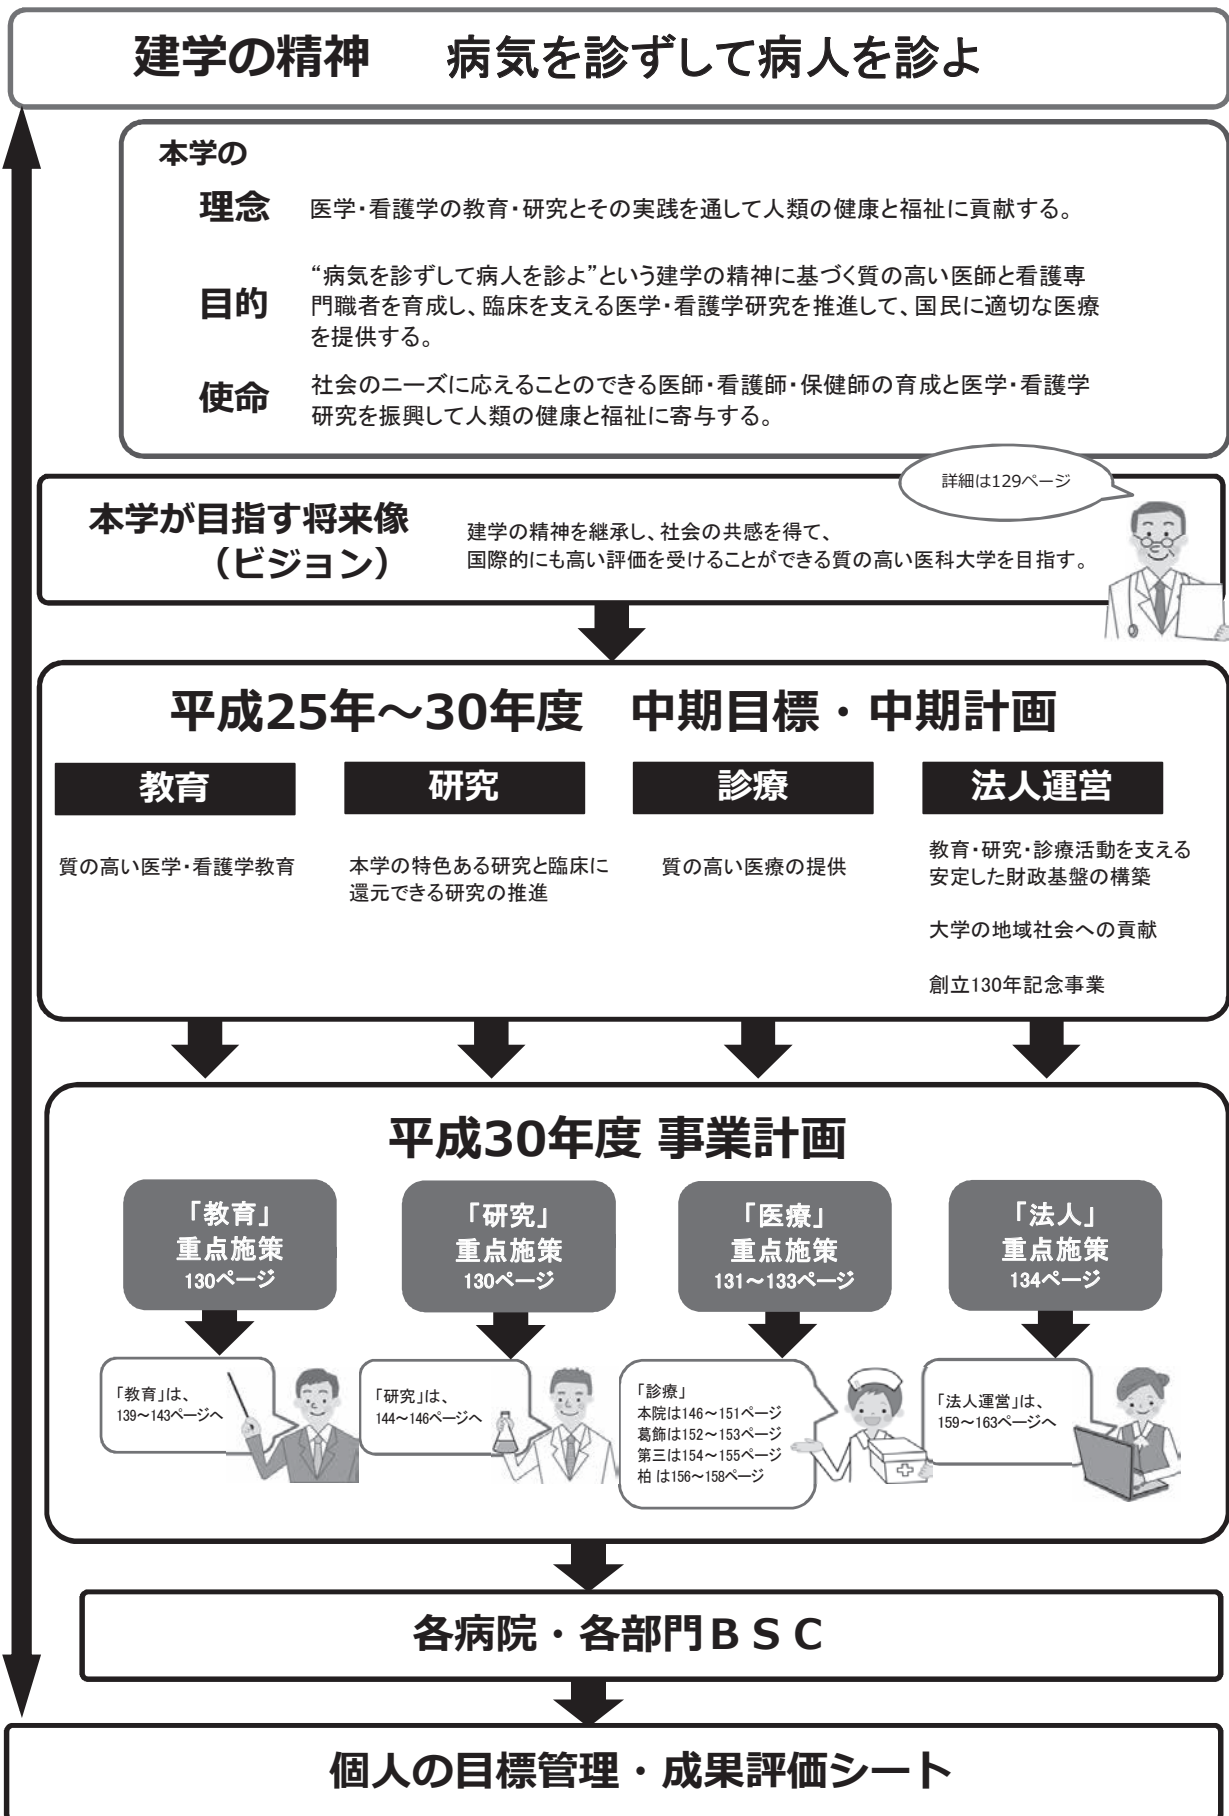 建学の精神　病気を診ずして病人を診よ
本学の
理念　医学・看護学の教育・研究とその実践を通して人類の健康と福祉に貢献する。
目的
“病気を診ずして病人を診よ”という建学の精神に基づく質の高い医師と看護専
門職者を育成し、臨床を支える医学・看護学研究を推進して、国民に適切な医療
を提供する。
使命
社会のニーズに応えることのできる医師・看護師・保健師の育成と医学・看護学
研究を振興して人類の健康と福祉に寄与する。
詳細は129ページ
本学が目指す将来像
（ビジョン）
建学の精神を継承し、社会の共感を得て、
国際的にも高い評価を受けることができる質の高い医科大学を目指す。
平成25年～30年度　中期目標・中期計画
教育
質の高い医学・看護学教育
研究
本学の特色ある研究と臨床に
還元できる研究の推進
診療
質の高い医療の提供
法人運営
教育・研究・診療活動を支える
安定した財政基盤の構築
大学の地域社会への貢献
創立130年記念事業
平成30年度 事業計画
「教育」
重点施策
130ページ
「研究」
重点施策
130ページ
「医療」
重点施策
131～133ページ
「法人」
重点施策
134ページ
「教育」は、
139～143ページへ
「研究」は、
144～146ページへ
「診療」
本院は146～151ページ
葛飾は152～153ページ
第三は154～155ページ
柏 は156～158ページ
「法人運営」は、
159～163ページへ
各病院・各部門ＢＳＣ
個人の目標管理・成果評価シート